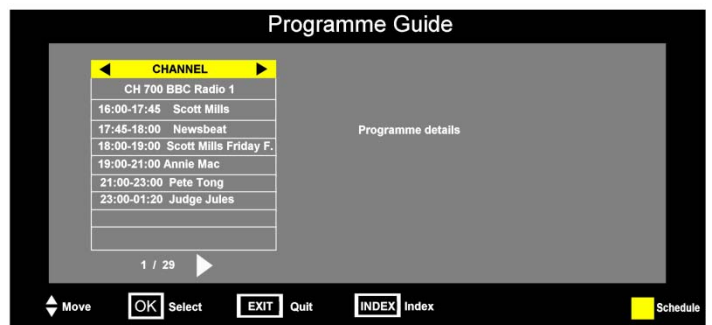 Programme Guide
CHANNEL
CH 700 BBC Radio 1
16:00-17:45 Scott Mills
17:45-18:00 Newsbeat
18:00-19:00 Scott Mills Friday F.
19:00-21:00 Annie Mac
21:00-23:00 Pete Tong
23:00-01:20 Judge Jules
1 / 29
Programme details
Move OK Select EXIT Quit INDEX Index Schedule